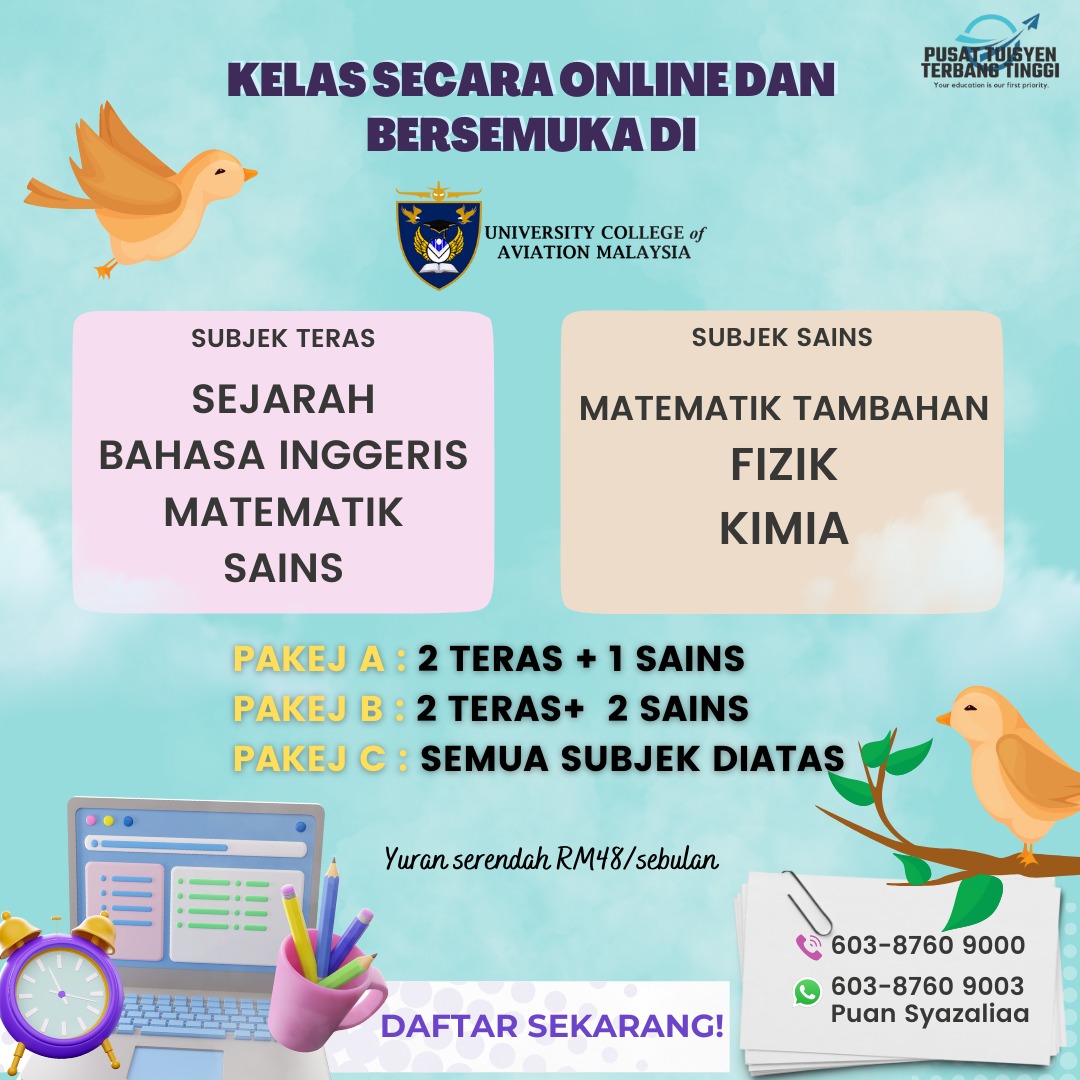 PUSAT TUISYEN
TERBANG TINGGI
Your education is our first priority.
KELAS SECARA ONLINE DAN
BERSEMUKA DI
UNIVERSITY COLLEGE of
AVIATION MALAYSIA
SUBJEK TERAS
SEJARAH
BAHASA INGGERIS
MATEMATIK
SAINS
SUBJEK SAINS
MATEMATIK TAMBAHAN
FIZIK
KIMIA
PAKEJ A : 2 TERAS + 1 SAINS
PAKEJ B : 2 TERAS+ 2 SAINS
PAKEJ C : SEMUA SUBJEK DIATAS
Yuran serendah RM48/sebulan
603-8760 9000
603-8760 9003
Puan Syazaliaa
DAFTAR SEKARANG!